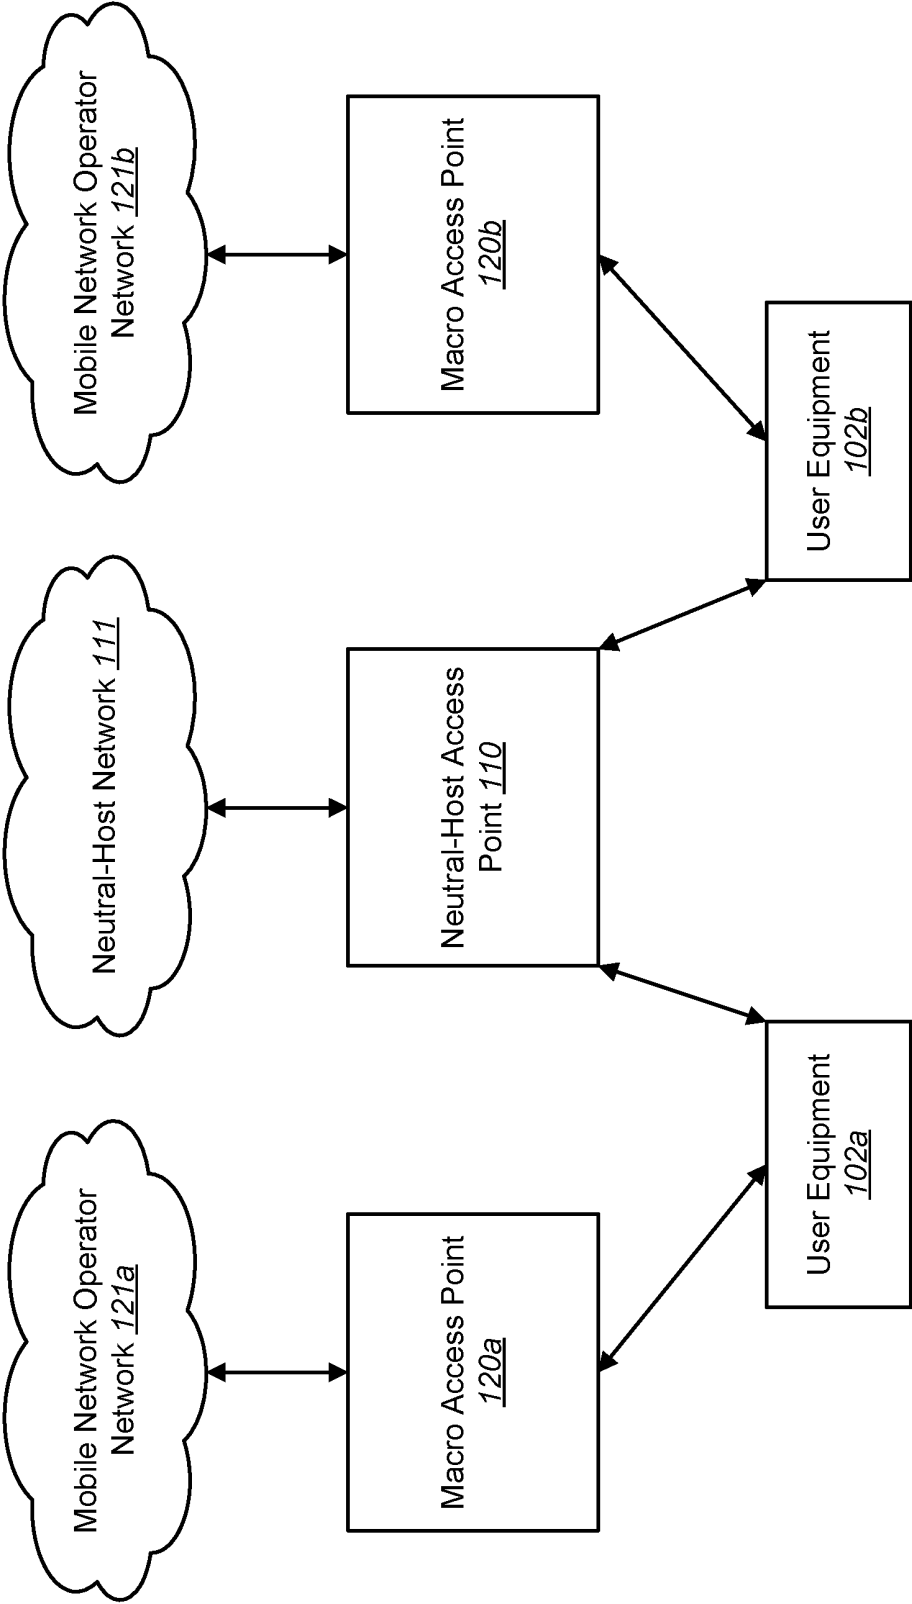 Mobile Network Operator
Network 121a
Neutral-Host Network 111
Mobile Network Operator
Network 121b
Macro Access Point
120a
Neutral-Host Access
Point 110
Macro Access Point
120b
User Equipment
102a
User Equipment
102b